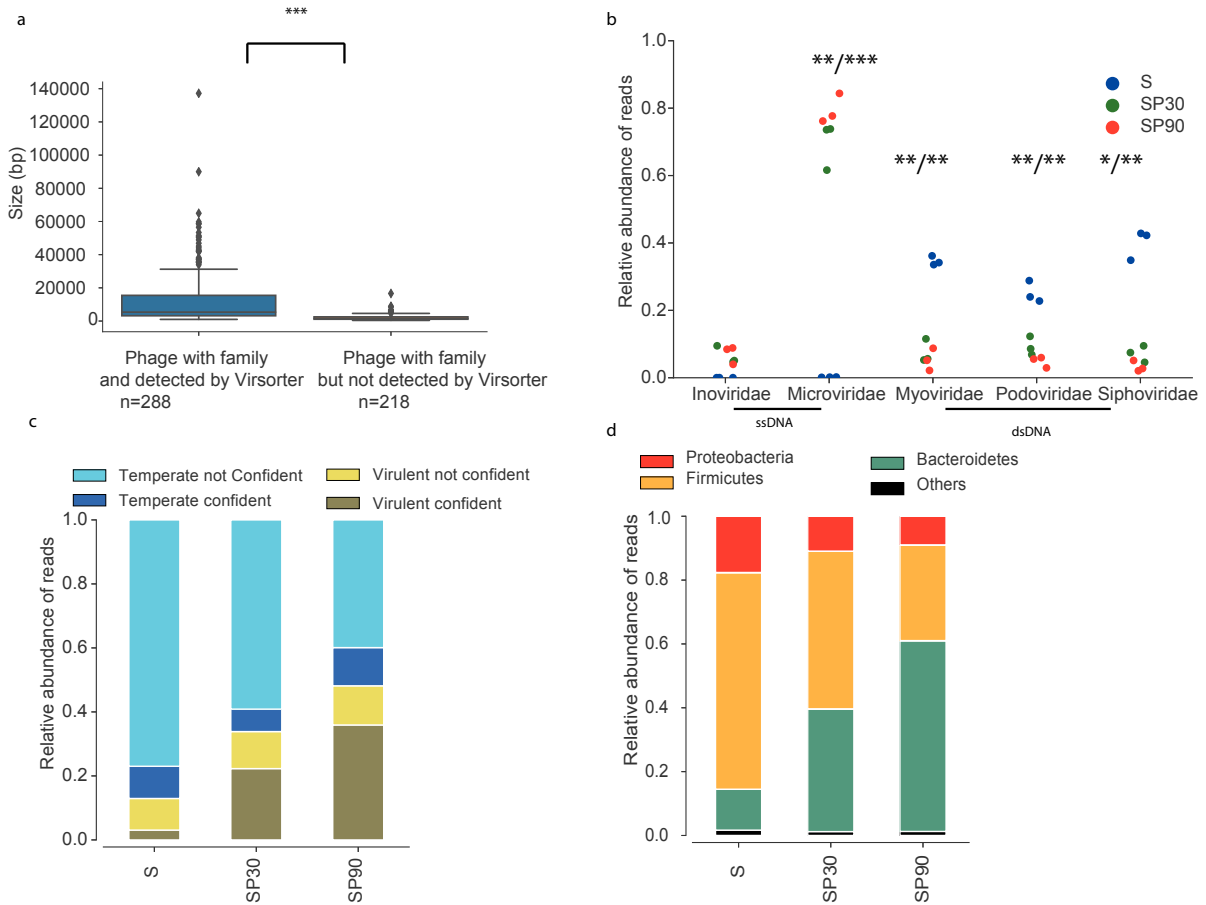 a
***
Size (bp)
140000
120000
100000
80000
60000
40000
20000
0
Phage with family
and detected by Virsorter
n=288
Phage with family
but not detected by Virsorter
n=218
b
Relative abundance of reads
1.0
0.8
0.6
0.4
0.2
0.0
**/***
**/**
**/**
*/**
S
SP30
SP90
Inoviridae
Microviridae
Myoviridae
Podoviridae
Siphoviridae
ssDNA
dsDNA
c
Temperate not Confident
Temperate confident
Virulent not confident
Virulent confident
Relative abundance of reads
1.0
0.8
0.6
0.4
0.2
0.0
S
SP30
SP90
d
Proteobacteria
Firmicutes
Bacteroidetes
Others
Relative abundance of reads
1.0
0.8
0.6
0.4
0.2
0.0
S
SP30
SP90